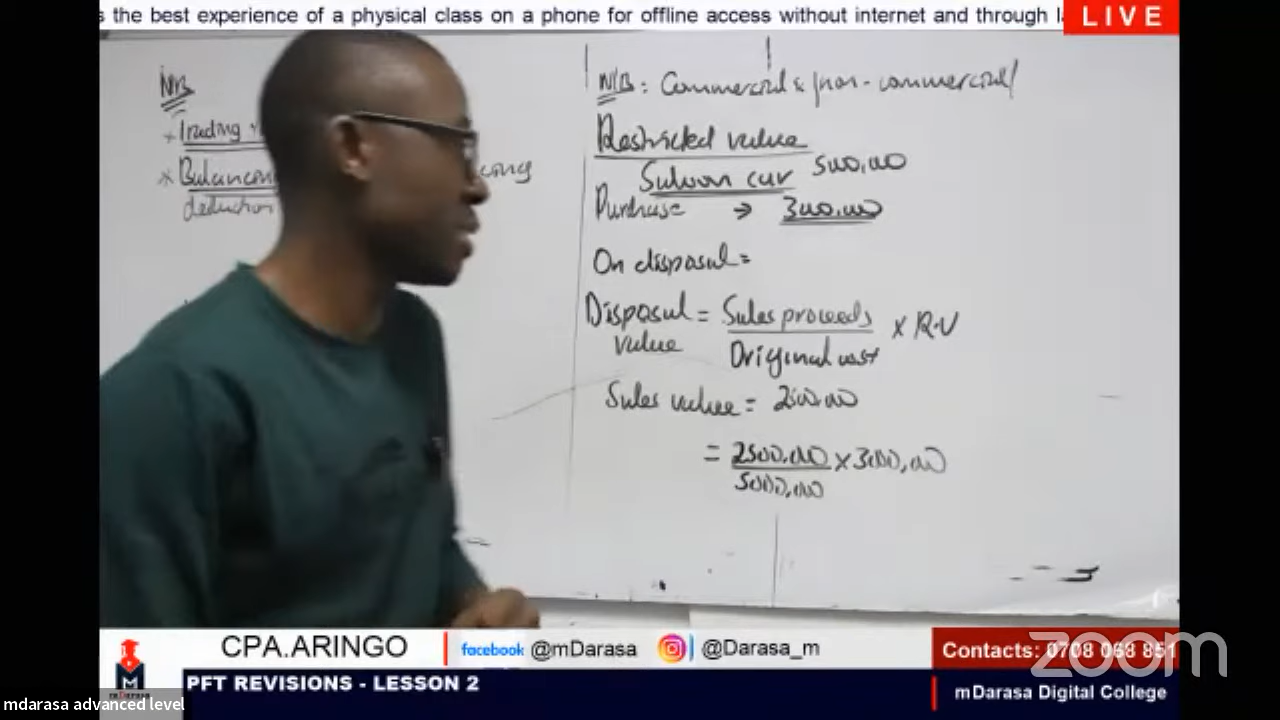 s the best experience of a physical class on a phone for offline access without internet and through l
LIVE
NB
* Trading
* Balancing
deduction
N/B: Commercial & (non-commercial)
Restricted value
Saloon car 5000,000
Purchase → 3000,000
On disposal =
Disposal value = Sales proceeds / Original cost × R.V
Sales value = 2500,000
= 2500,000 / 5000,000 × 3000,000
CPA.ARINGO
facebook @mDarasa
@Darasa_m
Contacts: 0708 068 851
zoom
mDarasa
PFT REVISIONS - LESSON 2
mDarasa Digital College
mdarasa advanced level